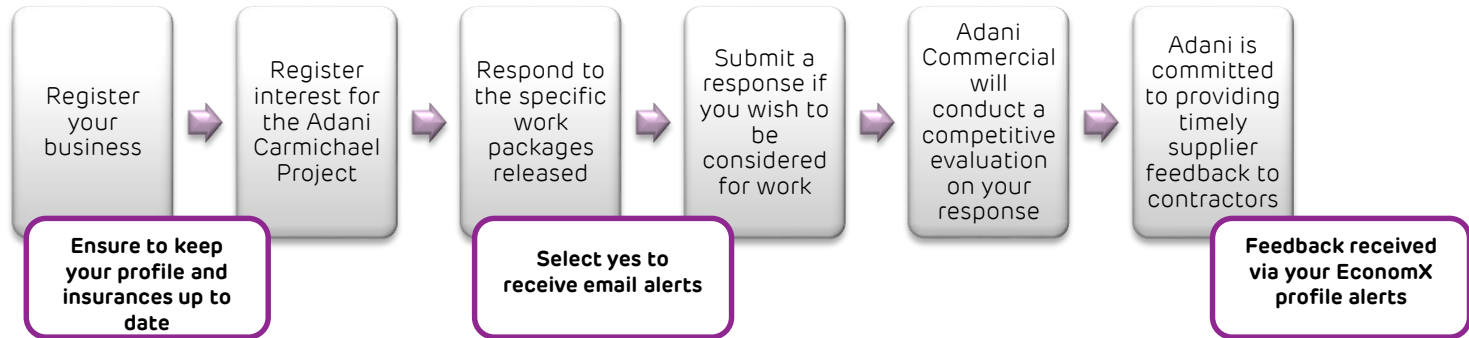 Register
your
business
Register
interest for
the Adani
Carmichael
Project
Respond to
the specific
work
packages
released
Submit a
response if
you wish to
be
considered
for work
Adani
Commercial
will
conduct a
competitive
evaluation
on your
response
Adani is
committed
to providing
timely
supplier
feedback to
contractors
Ensure to keep
your profile and
insurances up to
date
Select yes to
receive email alerts
Feedback received
via your EconomX
profile alerts